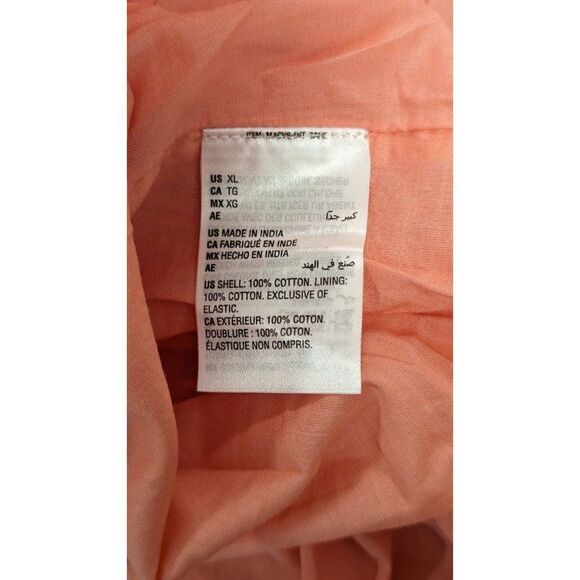 US XL
CA TG
MX XG
AE كبير جدًا
US MADE IN INDIA
CA FABRIQUÉ EN INDE
MX HECHO EN INDIA
AE صُنع في الهند
US SHELL: 100% COTTON. LINING:
100% COTTON. EXCLUSIVE OF
ELASTIC.
CA EXTÉRIEUR: 100% COTON.
DOUBLURE : 100% COTON.
ÉLASTIQUE NON COMPRIS.